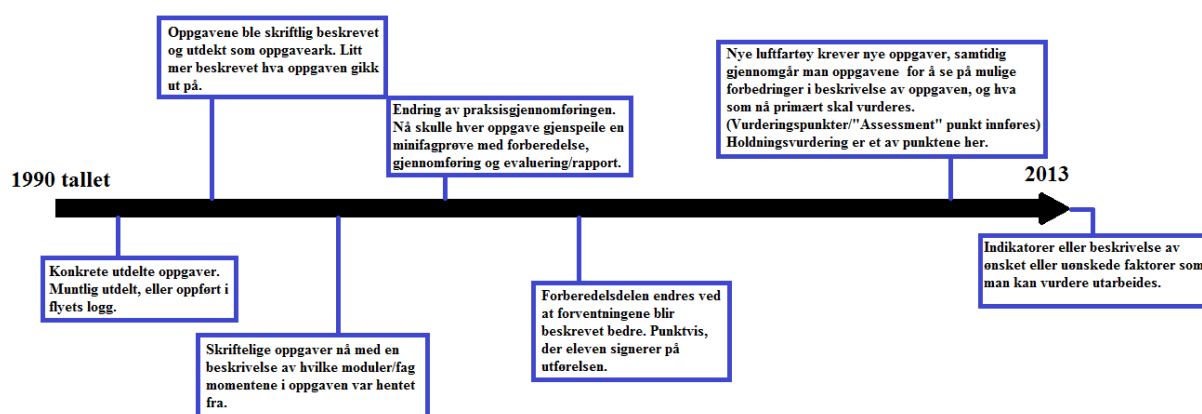 Oppgavene ble skriftlig beskrevet
og utdekt som oppgaveark. Litt
mer beskrevet hva oppgaven gikk
ut på.
Endring av praksisgjennomføringen.
Nå skulle hver oppgave gjenspeile en
minifagprøve med forberedelse,
gjennomføring og evaluering/rapport.
Nye luftfartøy krever nye oppgaver, samtidig
gjennomgår man oppgavene for å se på mulige
forbedringer i beskrivelse av oppgaven, og hva
som nå primært skal vurderes.
(Vurderingspunkter/"Assessment" punkt innføres)
Holdningsvurdering er et av punktene her.
1990 tallet
2013
Konkrete utdelte oppgaver.
Muntlig utdelt, eller oppført i
flyets logg.
Skriftelige oppgaver nå med en
beskrivelse av hvilke moduler/fag
momentene i oppgaven var hentet
fra.
Forberedelsdelen endres ved
at forventningene blir
beskrevet bedre. Punktvis,
der eleven signerer på
utførelsen.
Indikatorer eller beskrivelse av
ønsket eller uønskede faktorer som
man kan vurdere utarbeides.